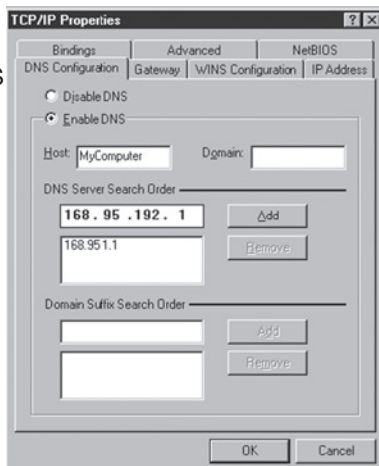 TCP/IP Properties
? X
Bindings Advanced NetBIOS
DNS Configuration Gateway WINS Configuration IP Address
S
Disable DNS
Enable DNS
Host: MyComputer Domain:
DNS Server Search Order
168.95.192.1 Add
168.951.1 Remove
Domain Suffix Search Order
Add
Remove
OK Cancel